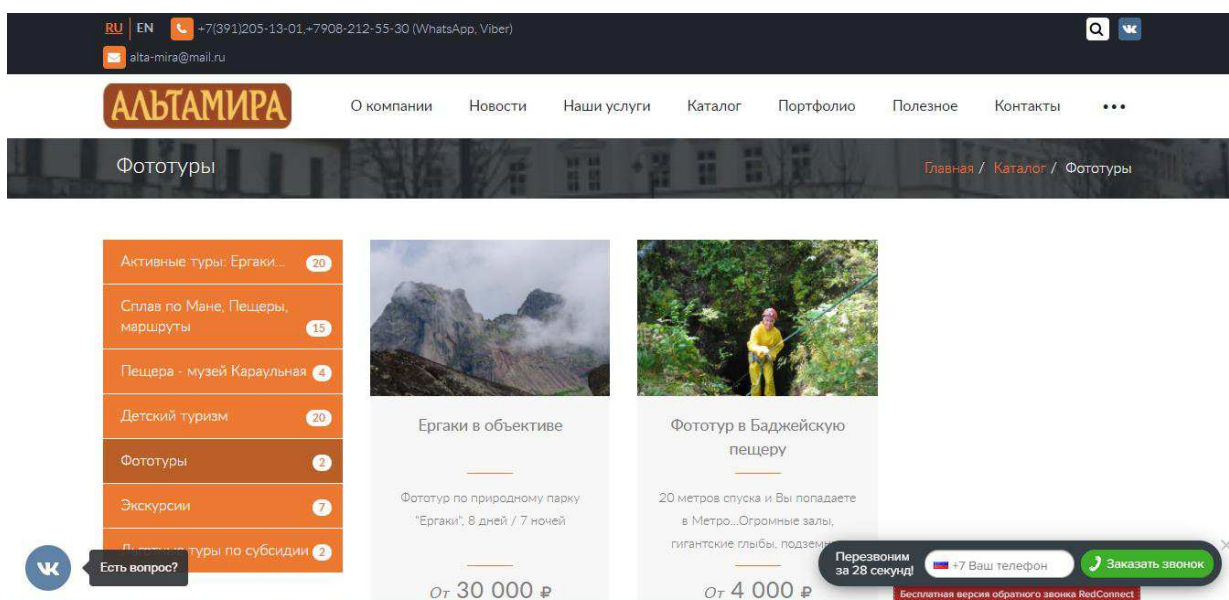 RU EN +7(391)205-13-01,+7908-212-55-30 (WhatsApp, Viber)
alta-mira@mail.ru
АЛЬТАМИРА
О компании Новости Наши услуги Каталог Портфолио Полезное Контакты •••
Фототуры
Главная / Каталог / Фототуры
Активные туры: Ергаки... 20
Сплав по Мане, Пещеры,
маршруты 15
Пещера - музей Караульная 4
Детский туризм 20
Фототуры 2
Экскурсии 7
туры по субсидии 2
Ергаки в объективе
Фототур по природному парку
"Ергаки", 8 дней / 7 ночей
От 30 000 ₽
Фототур в Баджейскую
пещеру
20 метров спуска и Вы попадаете
в Метро...Огромные залы,
гигантские глыбы, подземн
От 4 000 ₽
Есть вопрос?
Перезвоним
за 28 секунд!
+7 Ваш телефон
Заказать звонок
Бесплатная версия обратного звонка RedConnect